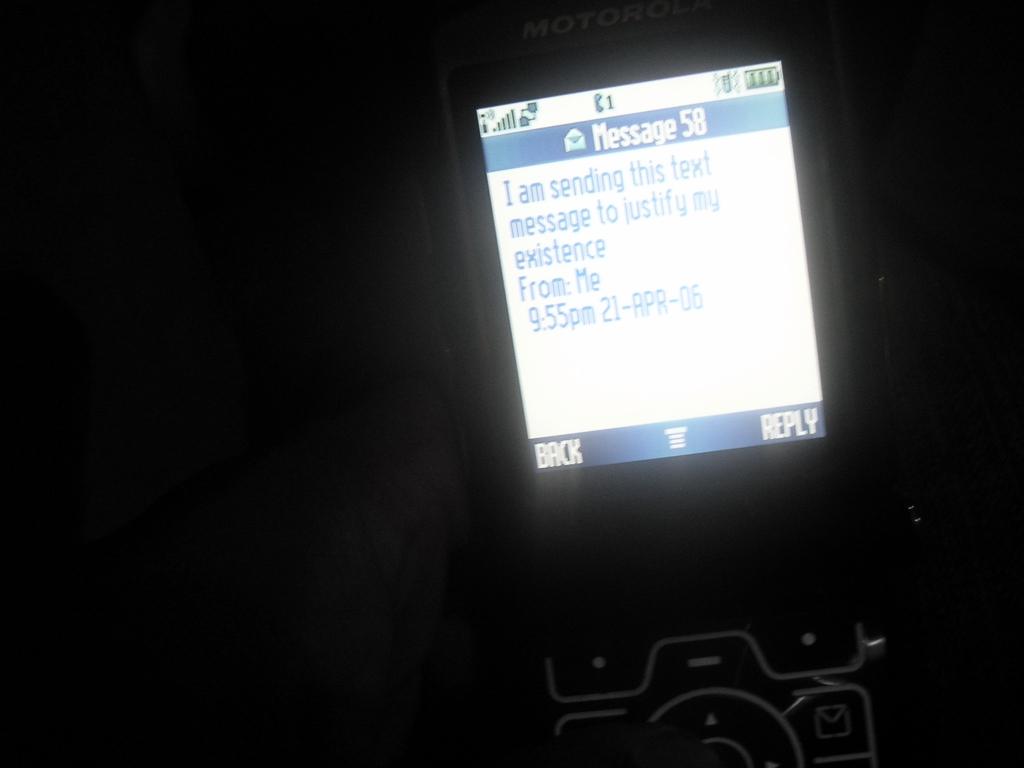 MOTOROLA
1
Message 58
I am sending this text
message to justify my
existence
From: Me
9:55pm 21-APR-06
BACK REPLY